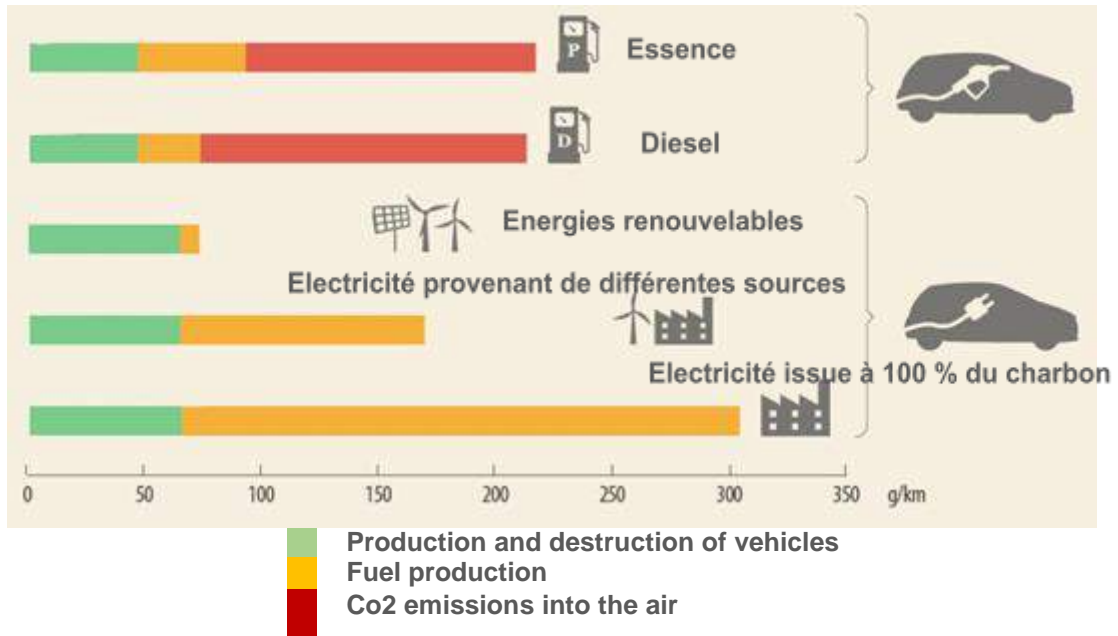 P
Essence
D
Diesel
Energies renouvelables
Electricité provenant de différentes sources
Electricité issue à 100 % du charbon
0 50 100 150 200 250 300 350 g/km
Production and destruction of vehicles
Fuel production
Co2 emissions into the air